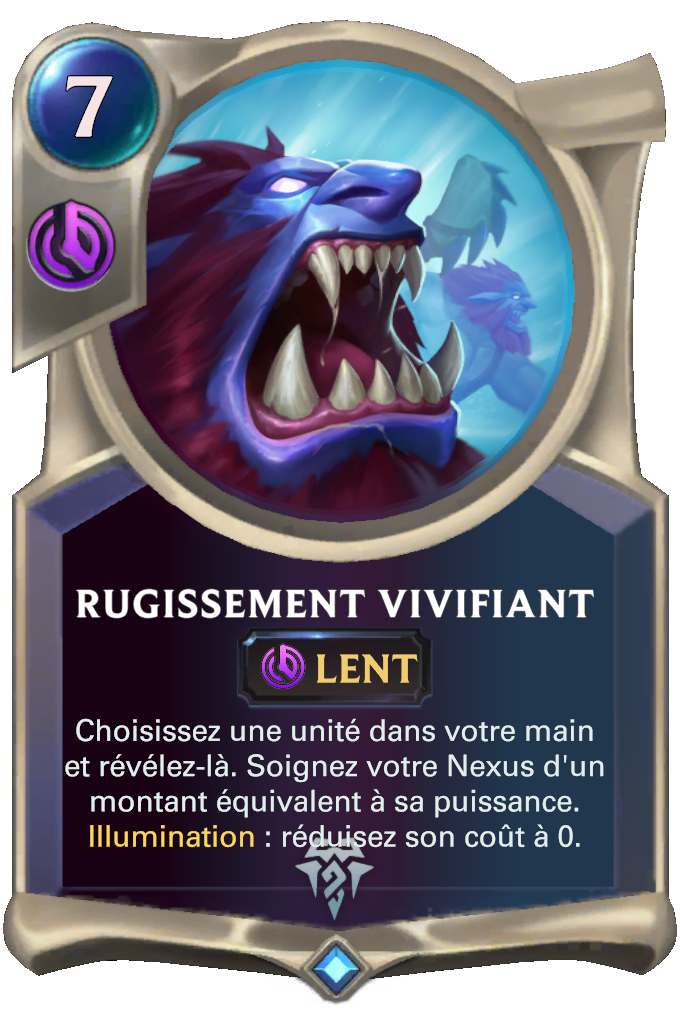 7
RUGISSEMENT VIVIFIANT
LENT
Choisissez une unité dans votre main
et révélez-là. Soignez votre Nexus d'un
montant équivalent à sa puissance.
Illumination : réduisez son coût à 0.